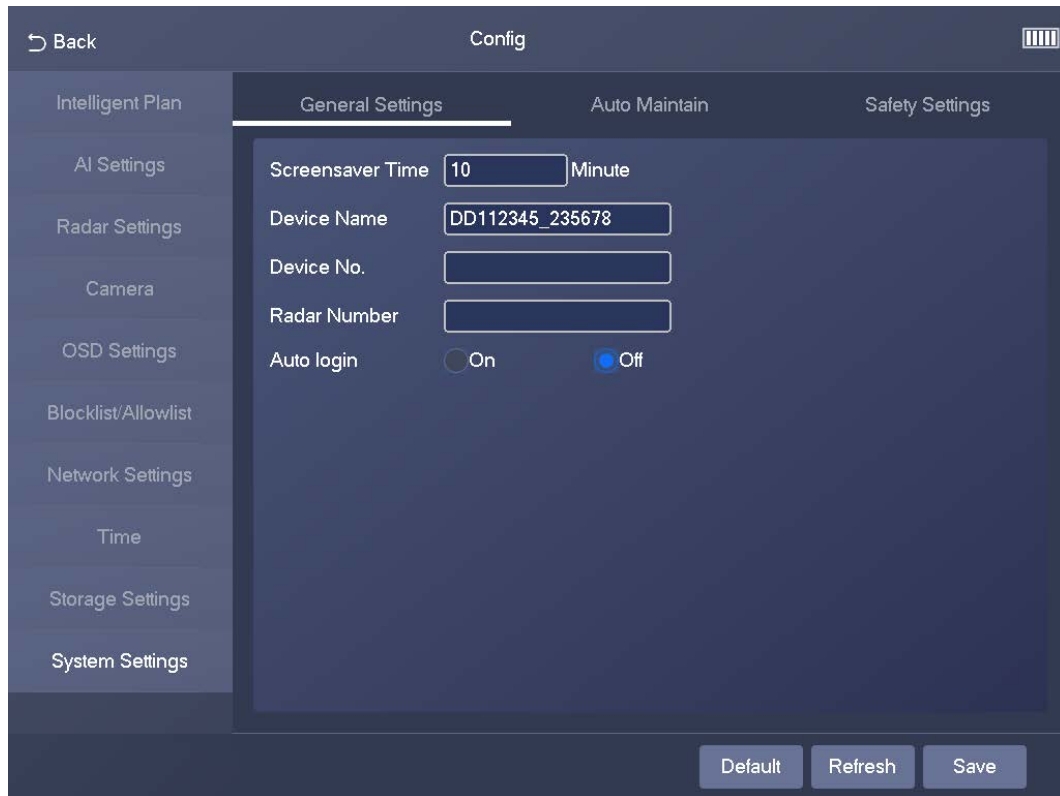 Back
Config
Intelligent Plan
AI Settings
Radar Settings
Camera
OSD Settings
Blocklist/Allowlist
Network Settings
Time
Storage Settings
System Settings
General Settings
Auto Maintain
Safety Settings
Screensaver Time 10 Minute
Device Name DD112345_235678
Device No.
Radar Number
Auto login On Off
Default Refresh Save